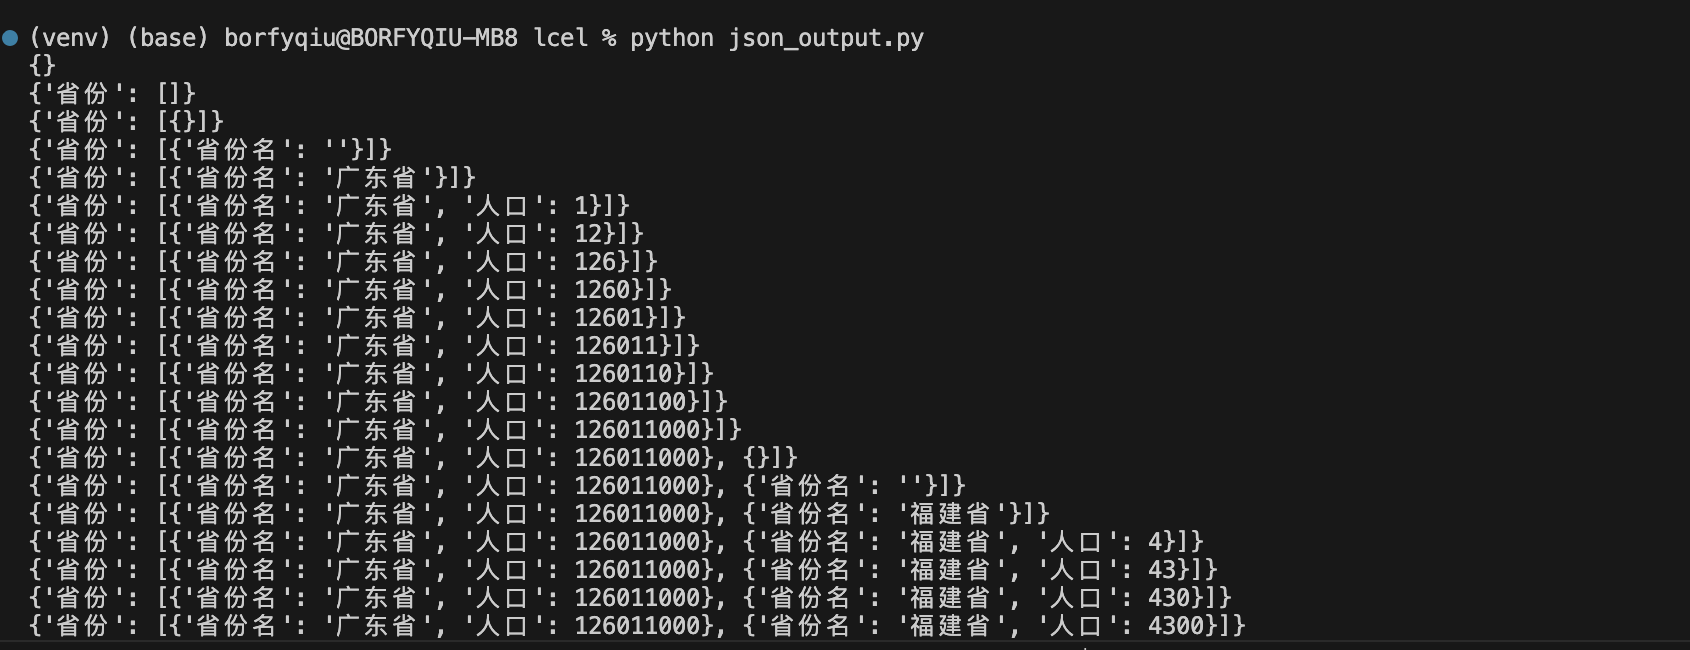 (venv) (base) borfyqiu@BORFYQIU-MB8 lcel % python json_output.py
{}
{'省份': []}
{'省份': [{}]}
{'省份': [{'省份名': ''}]}
{'省份': [{'省份名': '广东省'}]}
{'省份': [{'省份名': '广东省', '人口': 1}]}
{'省份': [{'省份名': '广东省', '人口': 12}]}
{'省份': [{'省份名': '广东省', '人口': 126}]}
{'省份': [{'省份名': '广东省', '人口': 1260}]}
{'省份': [{'省份名': '广东省', '人口': 12601}]}
{'省份': [{'省份名': '广东省', '人口': 126011}]}
{'省份': [{'省份名': '广东省', '人口': 1260110}]}
{'省份': [{'省份名': '广东省', '人口': 12601100}]}
{'省份': [{'省份名': '广东省', '人口': 126011000}]}
{'省份': [{'省份名': '广东省', '人口': 126011000}, {}]}
{'省份': [{'省份名': '广东省', '人口': 126011000}, {'省份名': ''}]}
{'省份': [{'省份名': '广东省', '人口': 126011000}, {'省份名': '福建省'}]}
{'省份': [{'省份名': '广东省', '人口': 126011000}, {'省份名': '福建省', '人口': 4}]}
{'省份': [{'省份名': '广东省', '人口': 126011000}, {'省份名': '福建省', '人口': 43}]}
{'省份': [{'省份名': '广东省', '人口': 126011000}, {'省份名': '福建省', '人口': 430}]}
{'省份': [{'省份名': '广东省', '人口': 126011000}, {'省份名': '福建省', '人口': 4300}]}